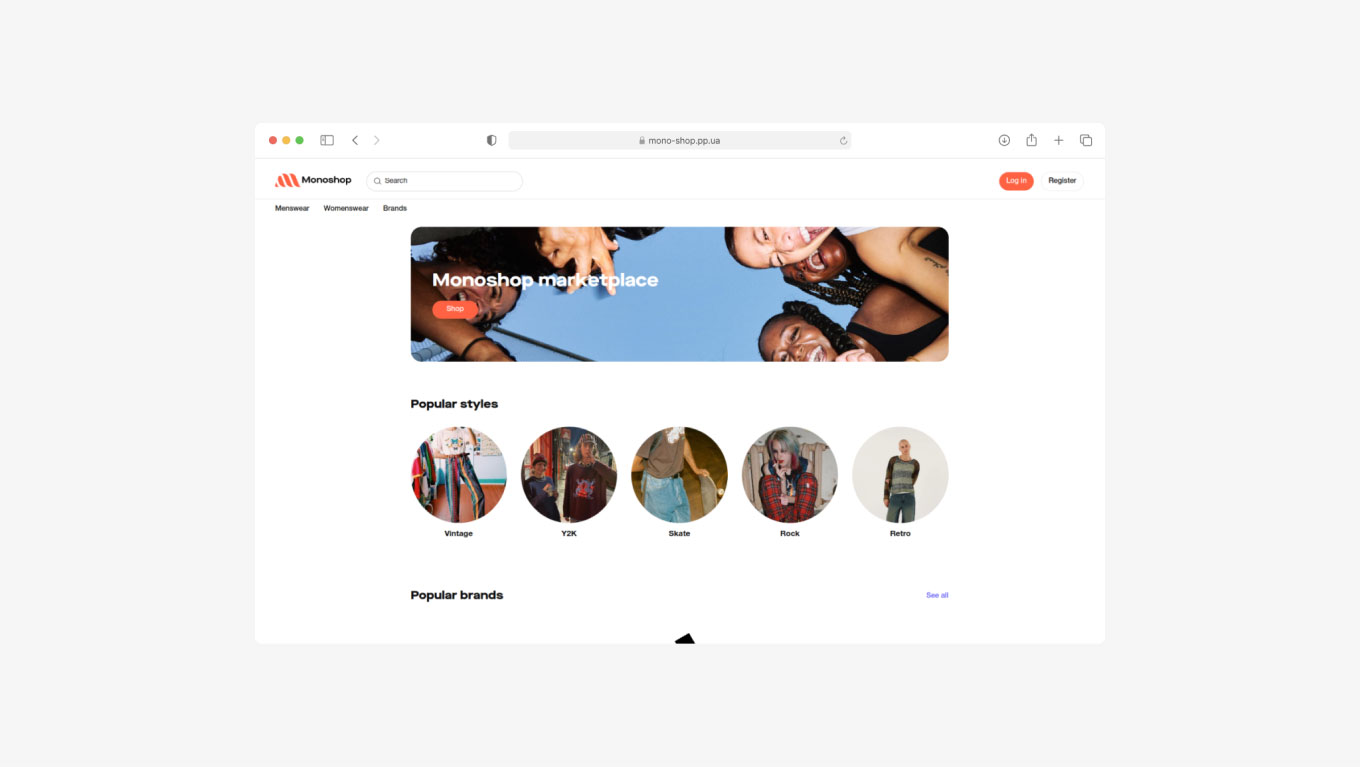 mono-shop.pp.ua
Monoshop
Search
Log in
Register
Menswear
Womenswear
Brands
Monoshop marketplace
Shop
Popular styles
Vintage
Y2K
Skate
Rock
Retro
Popular brands
See all